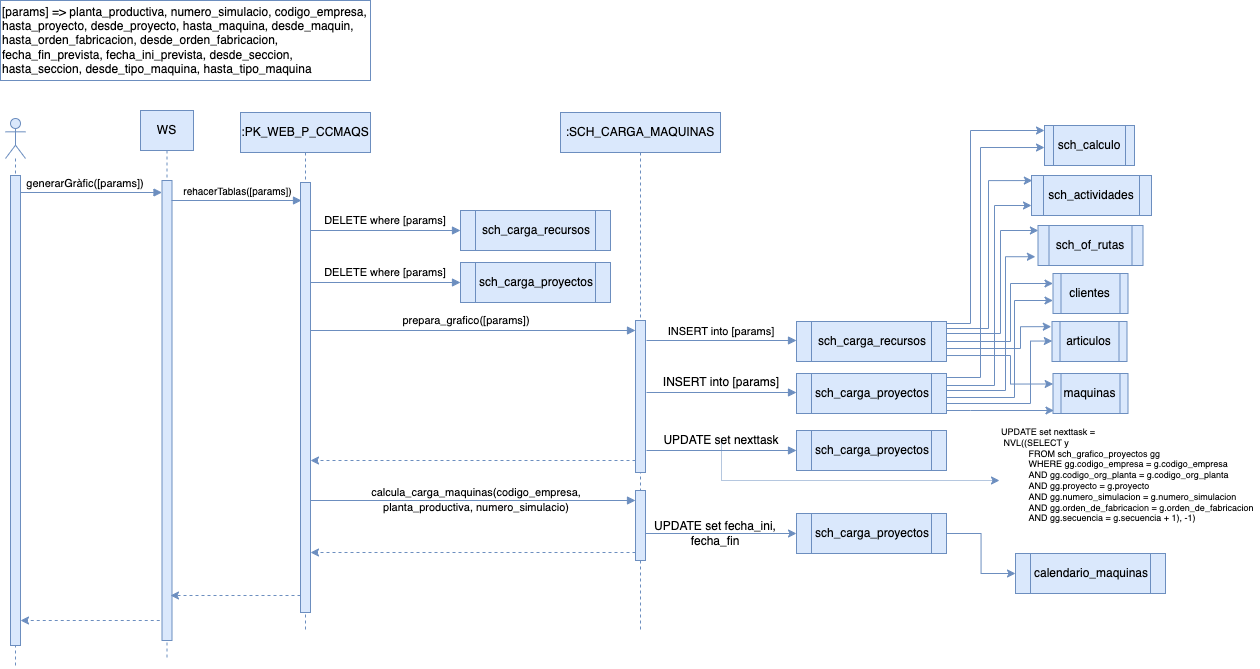 [params] => planta_productiva, numero_simulacio, codigo_empresa,
hasta_proyecto, desde_proyecto, hasta_maquina, desde_maquin,
hasta_orden_fabricacion, desde_orden_fabricacion,
fecha_fin_prevista, fecha_ini_prevista, desde_seccion,
hasta_seccion, desde_tipo_maquina, hasta_tipo_maquina
WS
:PK_WEB_P_CCMAQS
:SCH_CARGA_MAQUINAS
sch_calculo
generarGràfic([params])
rehacerTablas([params])
sch_actividades
DELETE where [params]
sch_carga_recursos
sch_of_rutas
DELETE where [params]
sch_carga_proyectos
clientes
prepara_grafico([params])
INSERT into [params]
sch_carga_recursos
articulos
INSERT into [params]
sch_carga_proyectos
maquinas
UPDATE set nexttask
sch_carga_proyectos
UPDATE set nexttask =
NVL((SELECT y
FROM sch_grafico_proyectos gg
WHERE gg.codigo_empresa = g.codigo_empresa
AND gg.codigo_org_planta = g.codigo_org_planta
AND gg.proyecto = g.proyecto
AND gg.numero_simulacion = g.numero_simulacion
AND gg.orden_de_fabricacion = g.orden_de_fabricacion
AND gg.secuencia = g.secuencia + 1), -1)
calcula_carga_maquinas(codigo_empresa,
planta_productiva, numero_simulacio)
UPDATE set fecha_ini,
fecha_fin
sch_carga_proyectos
calendario_maquinas